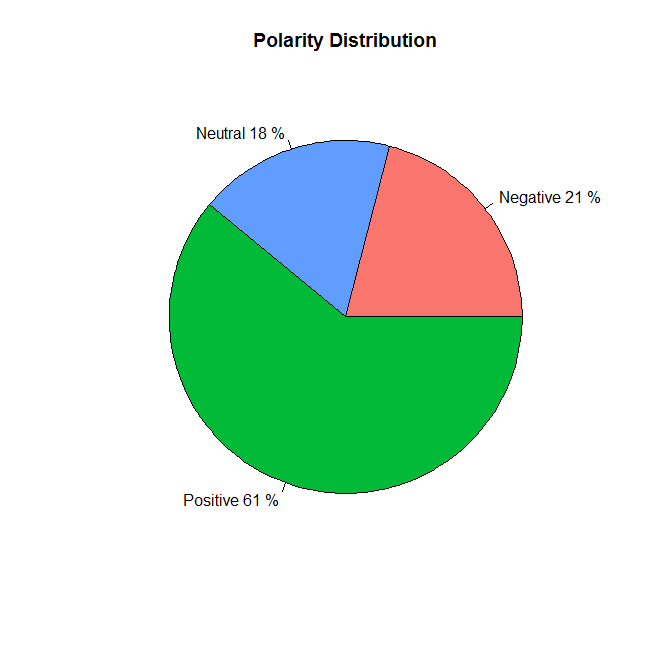 Polarity Distribution
Neutral 18 %
Negative 21 %
Positive 61 %